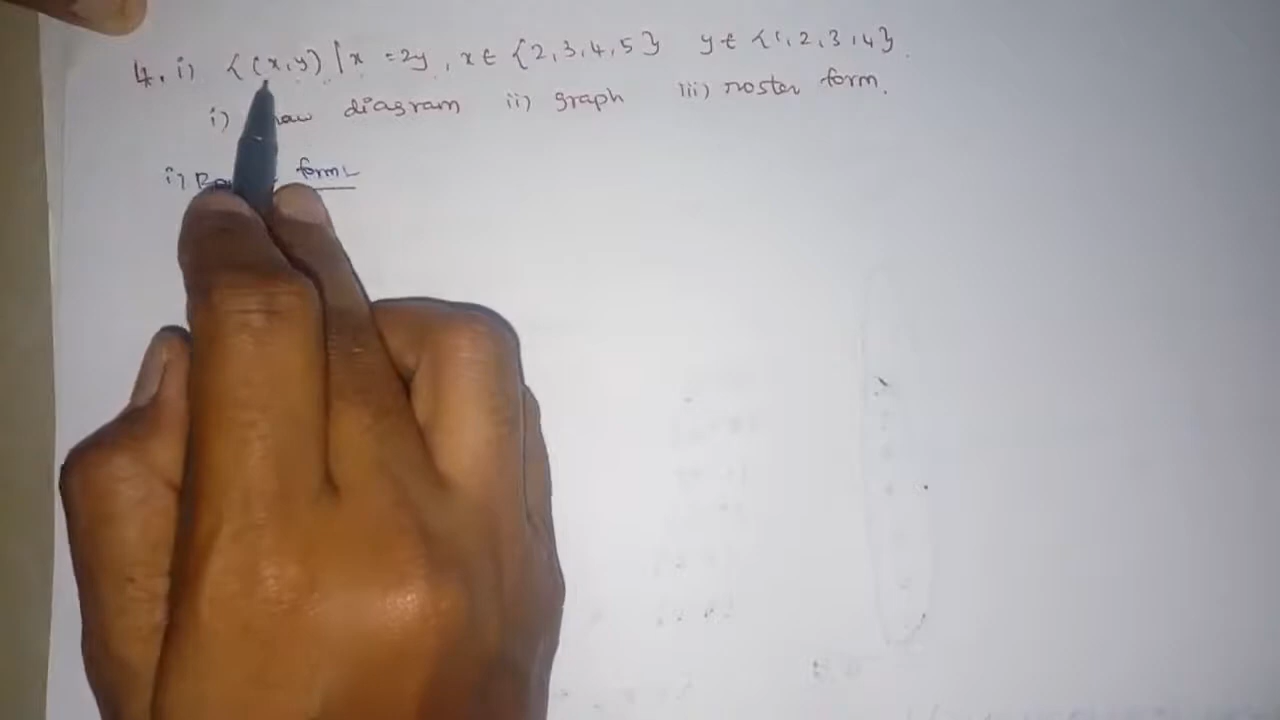 4. i) {(x,y) | x = 2y, x ∈ {2,3,4,5} y ∈ {1,2,3,4}.
i) diagram ii) graph iii) roster form.
i) form: